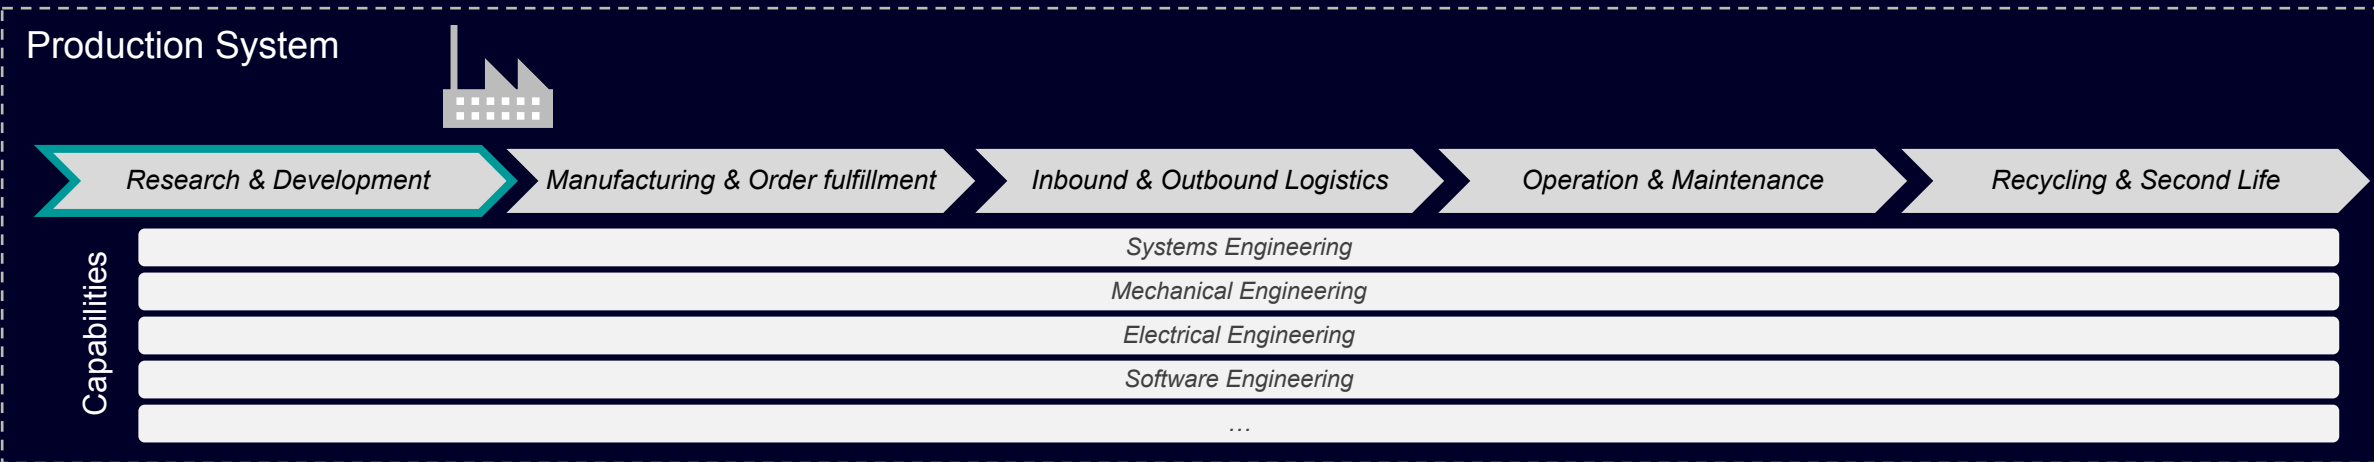 Production System
Research & Development
Manufacturing & Order fulfillment
Inbound & Outbound Logistics
Operation & Maintenance
Recycling & Second Life
Capabilities
Systems Engineering
Mechanical Engineering
Electrical Engineering
Software Engineering
…